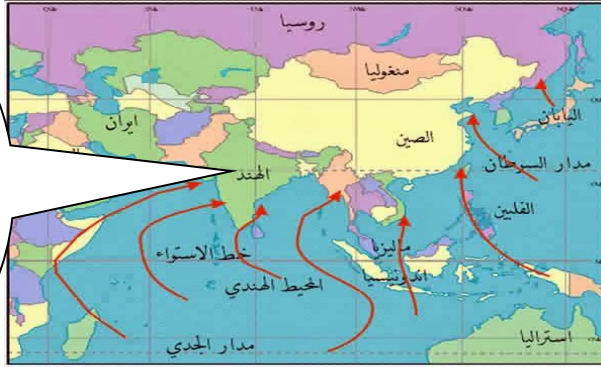 روسيا
منغوليا
ايران
الصين
اليابان
الهند
مدار السرطان
الفلبين
خط الاستواء
ماليزيا
اندونيسيا
المحيط الهندي
استراليا
مدار الجدي